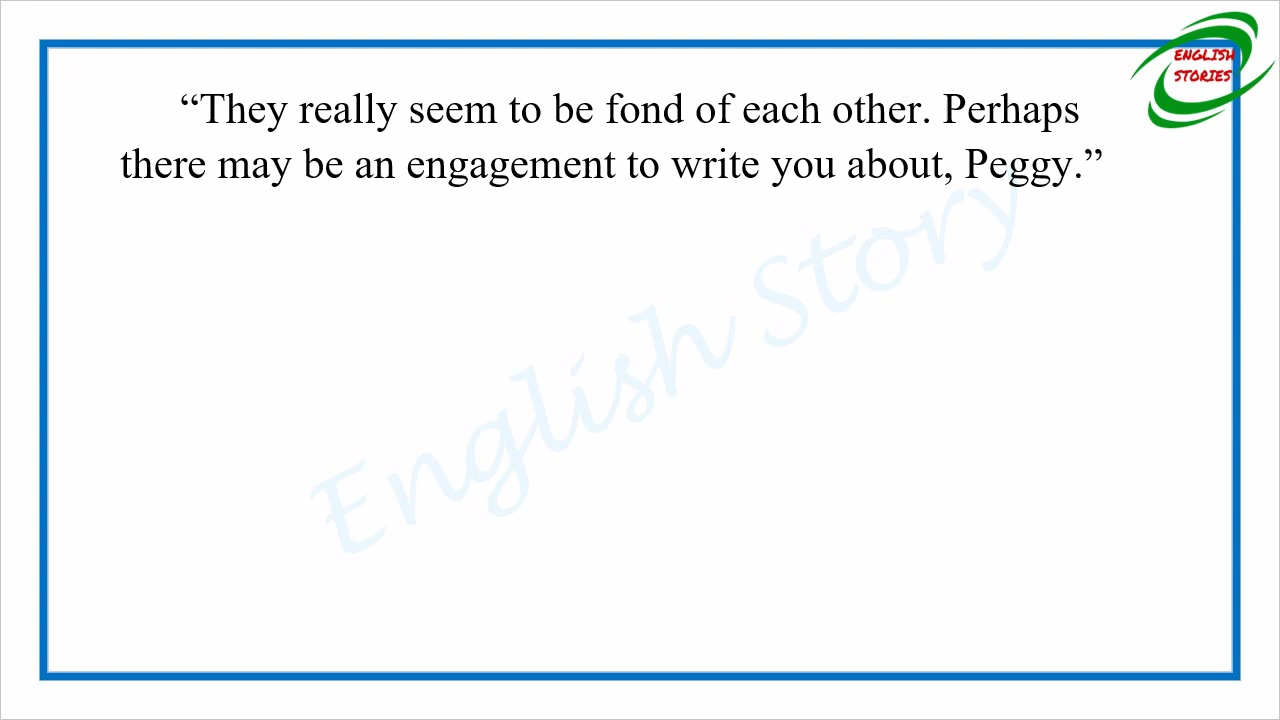 ENGLISH
STORIES
“They really seem to be fond of each other. Perhaps
there may be an engagement to write you about, Peggy.”
English Story